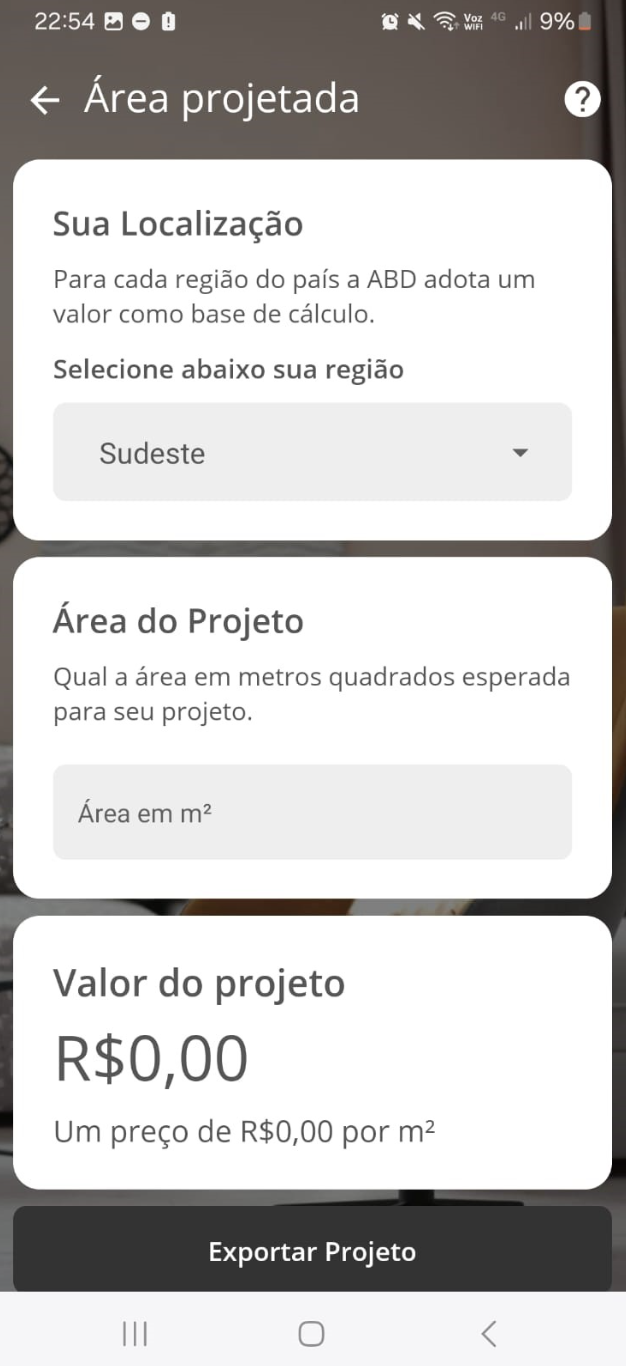 22:54
Voz WiFi 4G 9%
Área projetada
?
Sua Localização
Para cada região do país a ABD adota um
valor como base de cálculo.
Selecione abaixo sua região
Sudeste
Área do Projeto
Qual a área em metros quadrados esperada
para seu projeto.
Área em m²
Valor do projeto
R$0,00
Um preço de R$0,00 por m²
Exportar Projeto